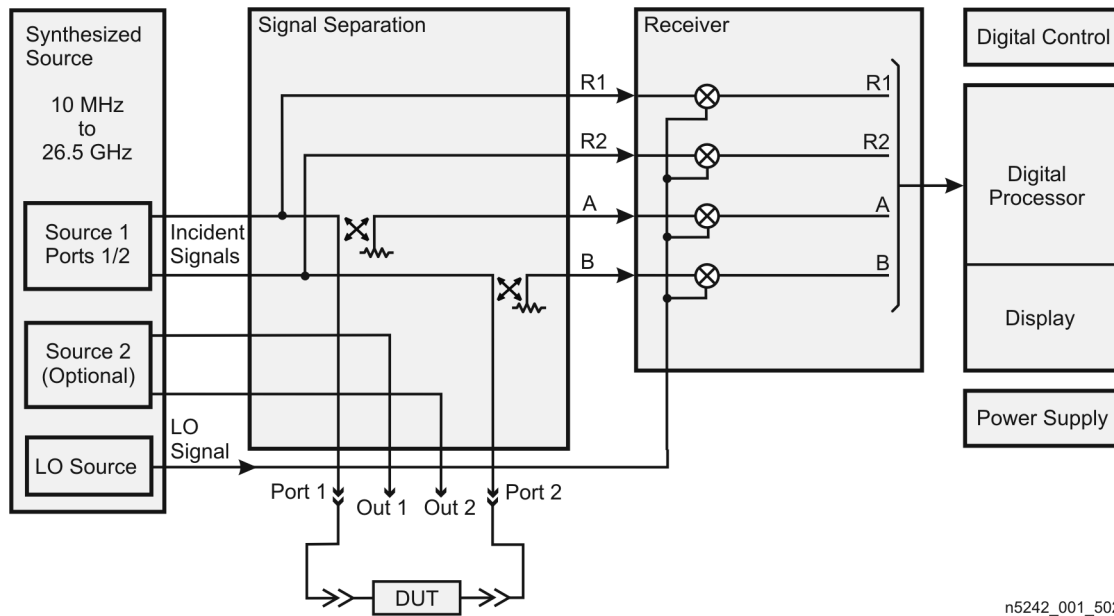 Synthesized
Source
10 MHz
to
26.5 GHz
Source 1
Ports 1/2
Source 2
(Optional)
LO Source
Incident
Signals
LO
Signal
Signal Separation
R1
R2
A
B
Port 1
Out 1
Out 2
Port 2
DUT
Receiver
R1
R2
A
B
Digital Control
Digital
Processor
Display
Power Supply
n5242_001_502